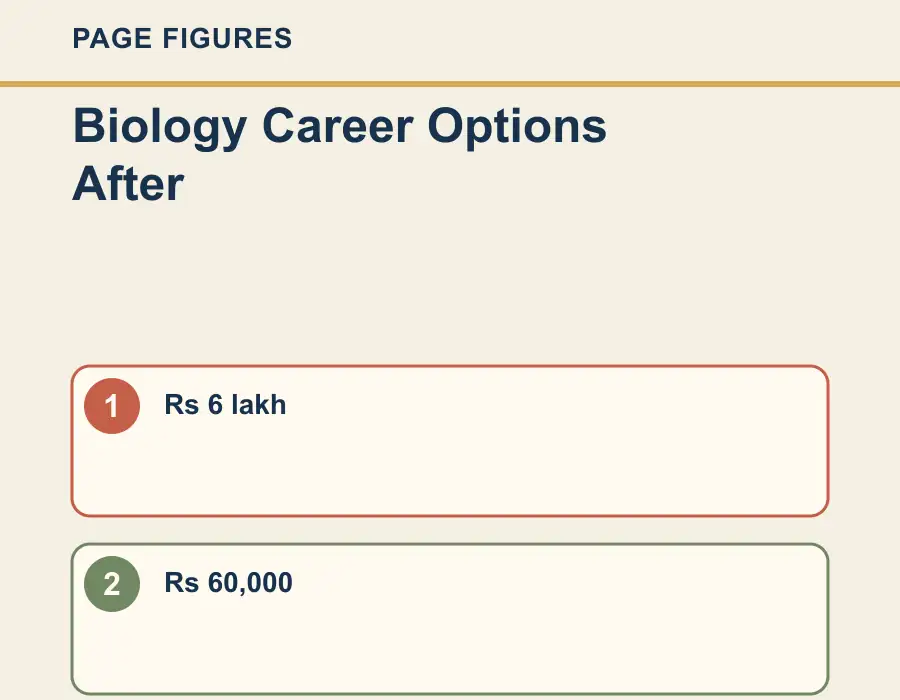 PAGE FIGURES
Biology Career Options
After
1
Rs 6 lakh
2
Rs 60,000